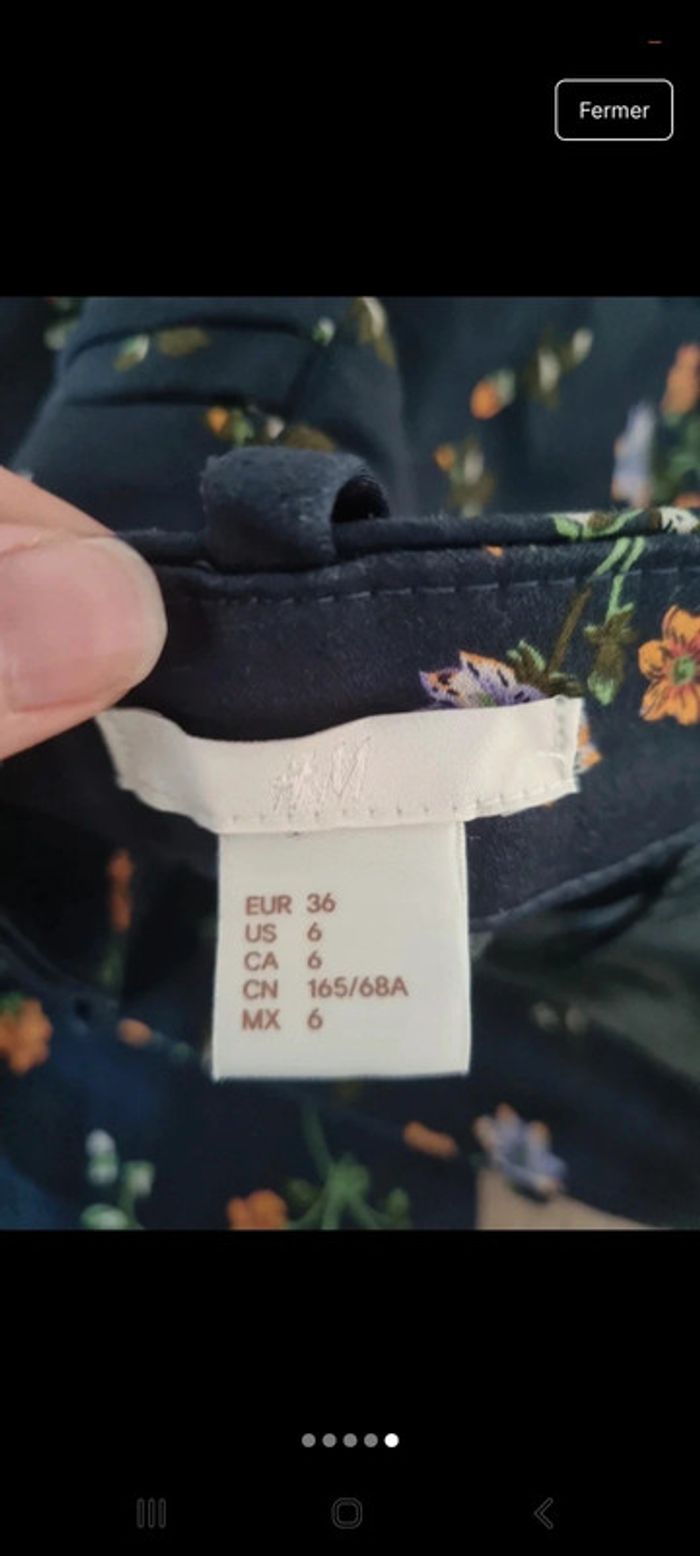 Fermer
H&M
EUR 36
US 6
CA 6
CN 165/68A
MX 6